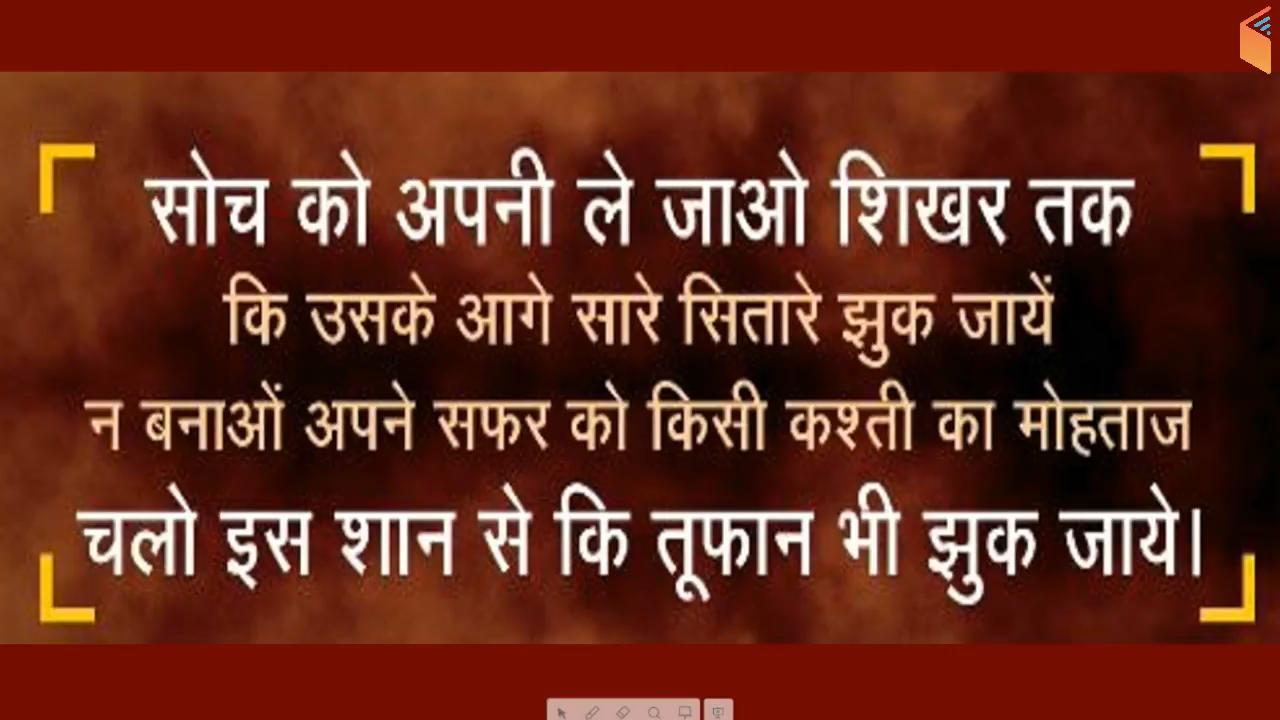 सोच को अपनी ले जाओ शिखर तक
कि उसके आगे सारे सितारे झुक जायें
न बनाओं अपने सफर को किसी कश्ती का मोहताज
चलो इस शान से कि तूफान भी झुक जाये।